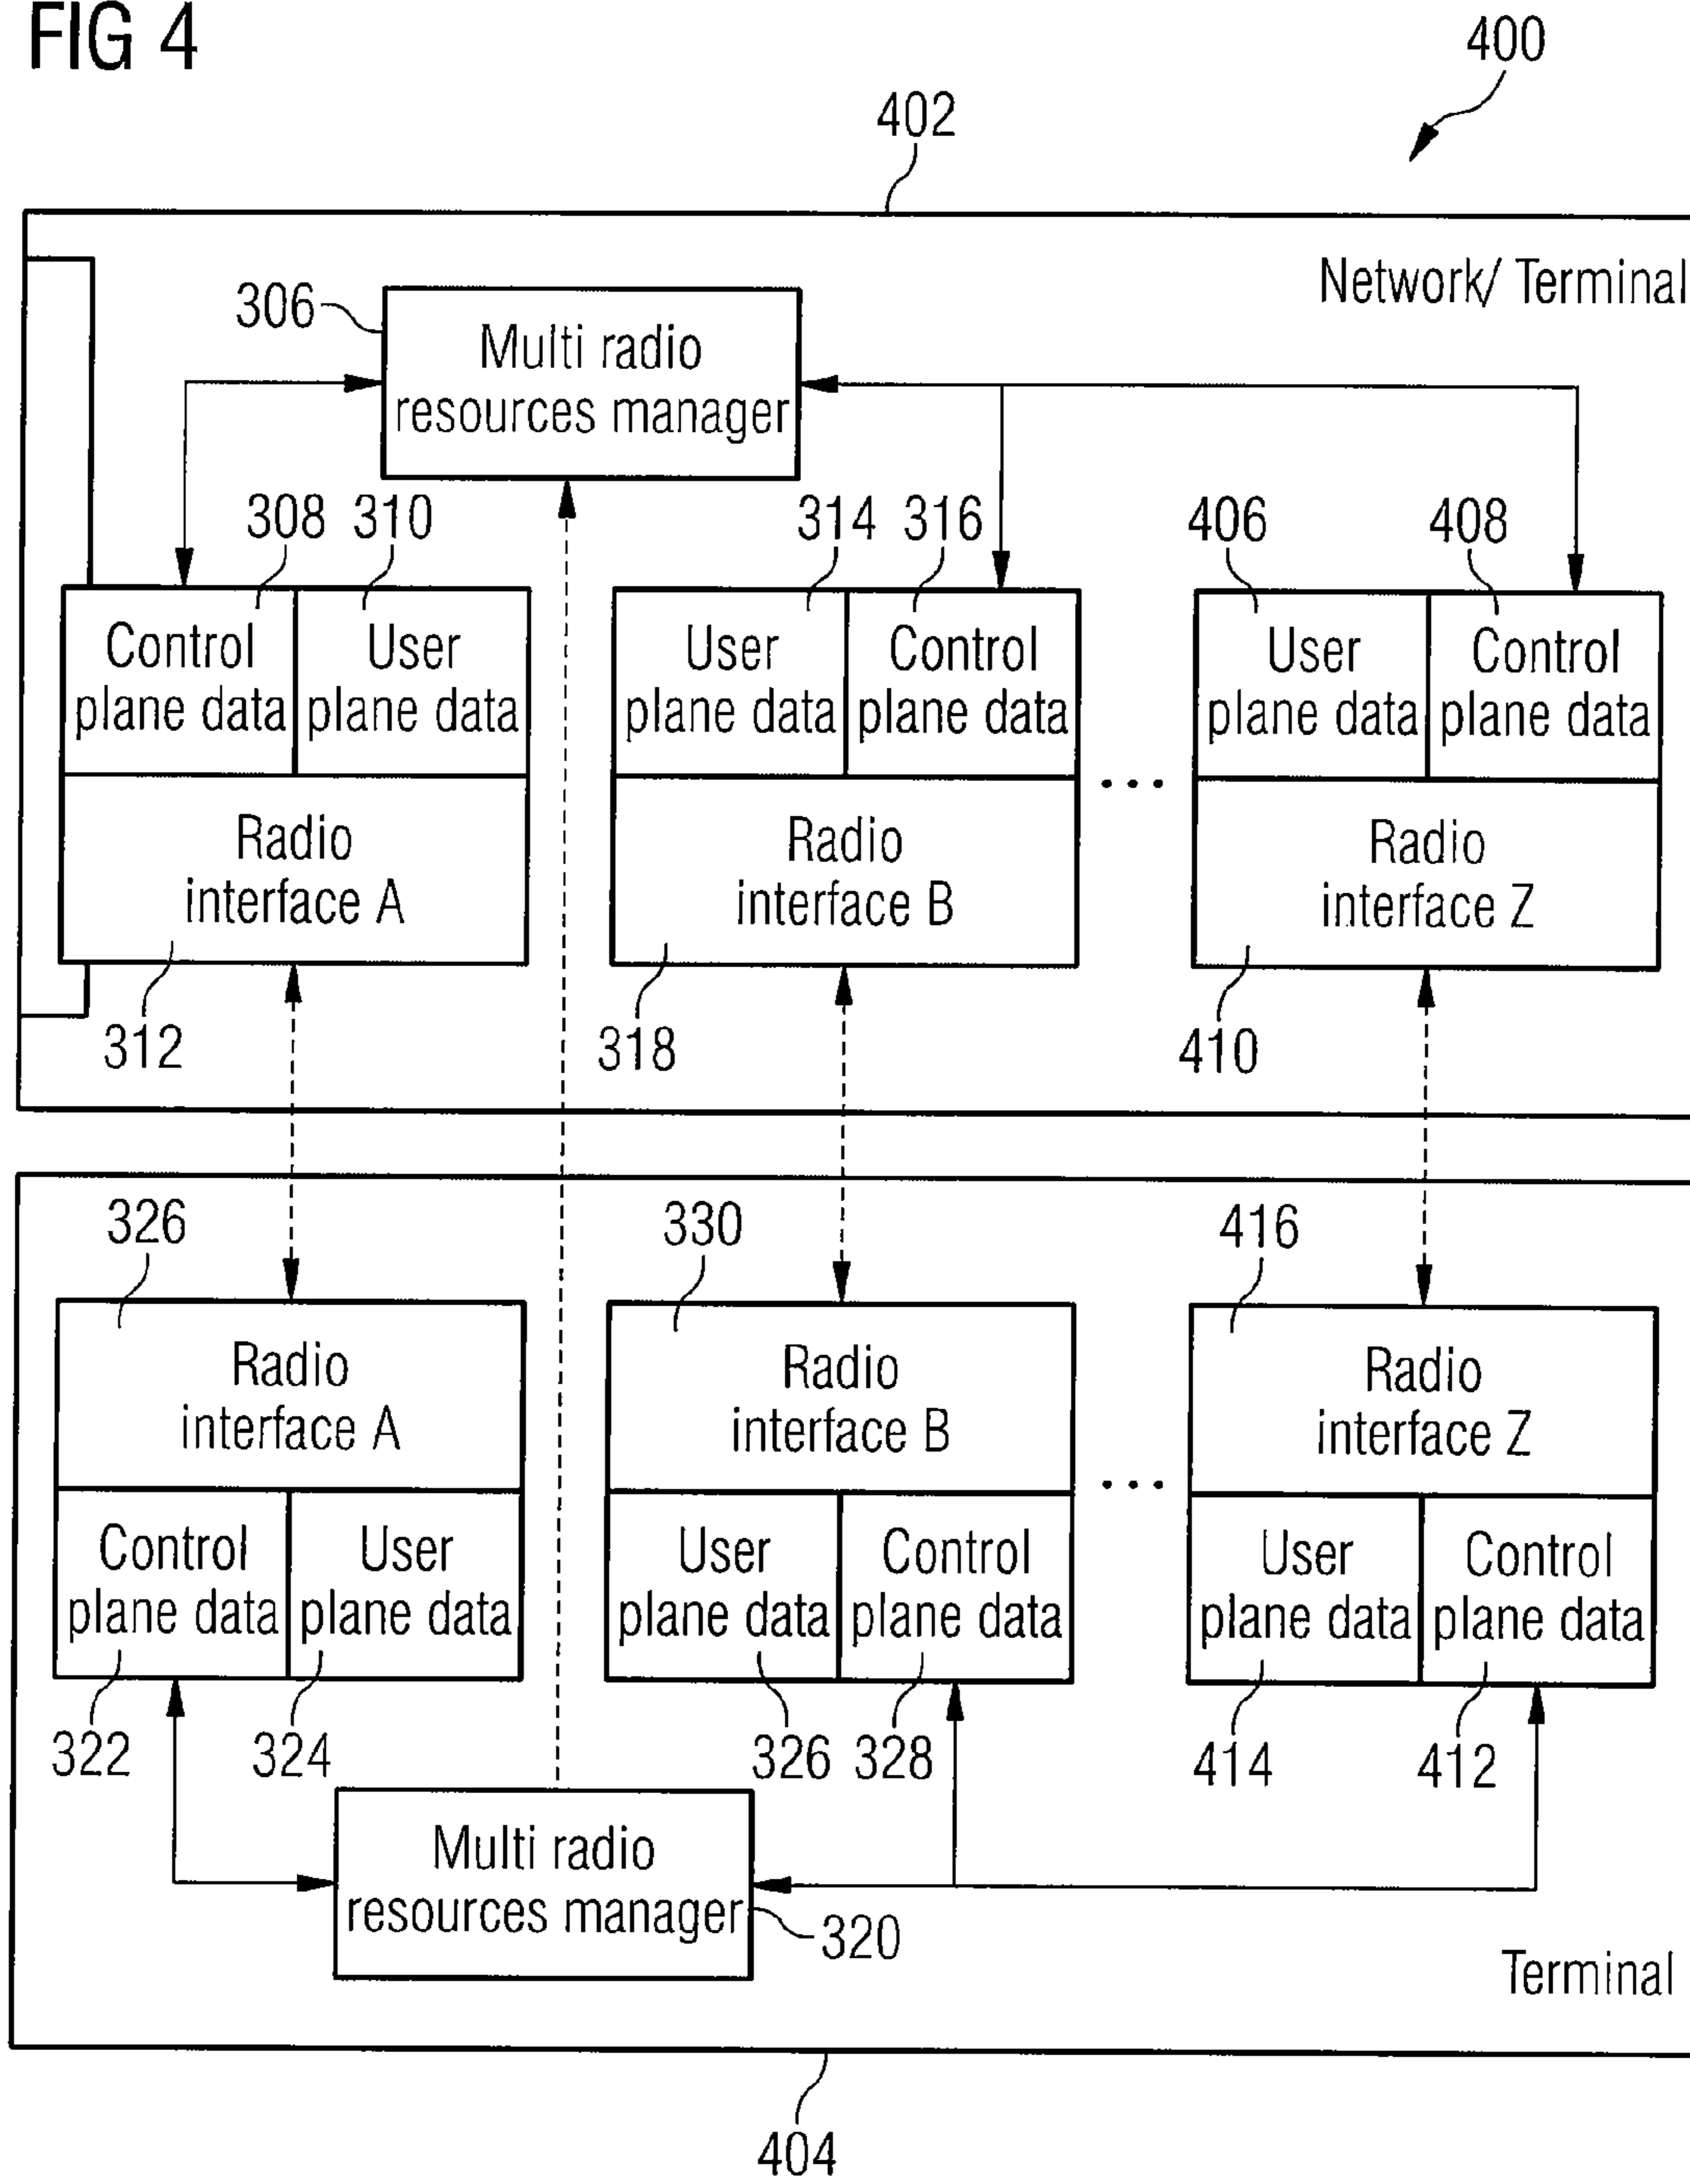 FIG 4
400
402
Network/ Terminal
306
Multi radio
resources manager
308 310
314 316
406 408
Control
plane data
User
plane data
User
plane data
Control
plane data
User
plane data
Control
plane data
...
Radio
interface A
Radio
interface B
Radio
interface Z
312
318
410
326
330
416
Radio
interface A
Radio
interface B
Radio
interface Z
...
Control
plane data
User
plane data
User
plane data
Control
plane data
User
plane data
Control
plane data
322 324
326 328
414 412
Multi radio
resources manager
320
Terminal
404